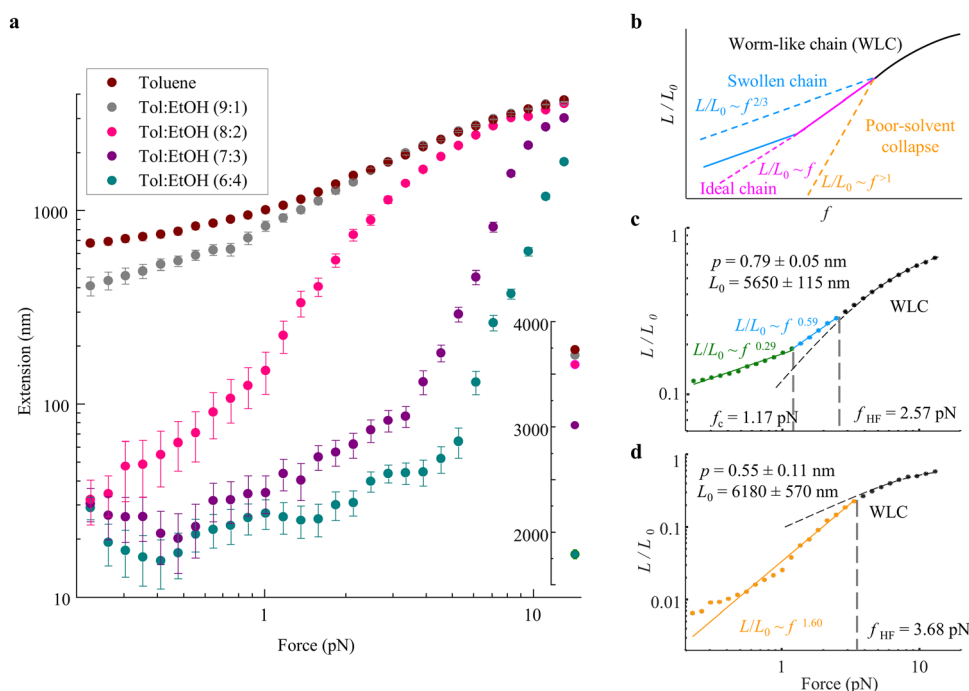 a
Toluene
Tol:EtOH (9:1)
Tol:EtOH (8:2)
Tol:EtOH (7:3)
Tol:EtOH (6:4)
Extension (nm)
1000
100
10
1
10
Force (pN)
4000
3000
2000
b
Worm-like chain (WLC)
Swollen chain
L/L0 ~ f^2/3
Poor-solvent
collapse
L/L0 ~ f
L/L0 ~ f^>1
Ideal chain
L / L0
f
c
1
0.1
L / L0
p = 0.79 ± 0.05 nm
L0 = 5650 ± 115 nm
WLC
L/L0 ~ f^0.59
L/L0 ~ f^0.29
fc = 1.17 pN
fHF = 2.57 pN
d
1
0.1
0.01
L / L0
p = 0.55 ± 0.11 nm
L0 = 6180 ± 570 nm
WLC
L/L0 ~ f^1.60
fHF = 3.68 pN
1
10
Force (pN)